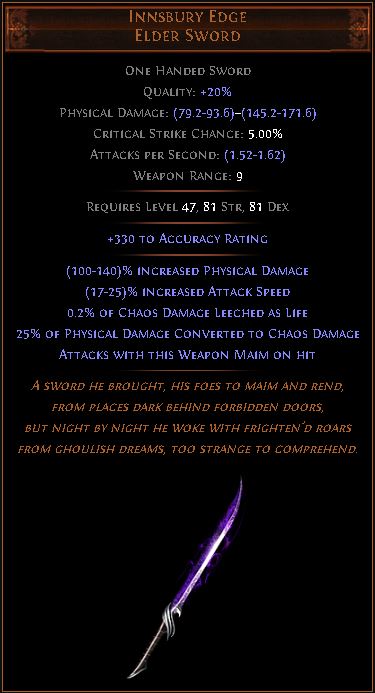 Innsbury Edge
Elder Sword
One Handed Sword
Quality: +20%
Physical Damage: (79.2-93.6)–(145.2-171.6)
Critical Strike Chance: 5.00%
Attacks per Second: (1.52-1.62)
Weapon Range: 9
Requires Level 47, 81 Str, 81 Dex
+330 to Accuracy Rating
(100-140)% increased Physical Damage
(17-25)% increased Attack Speed
0.2% of Chaos Damage Leeched as Life
25% of Physical Damage Converted to Chaos Damage
Attacks with this Weapon Maim on hit
A sword he brought, his foes to maim and rend,
from places dark behind forbidden doors,
but night by night he woke with frighten'd roars
from ghoulish dreams, too strange to comprehend.